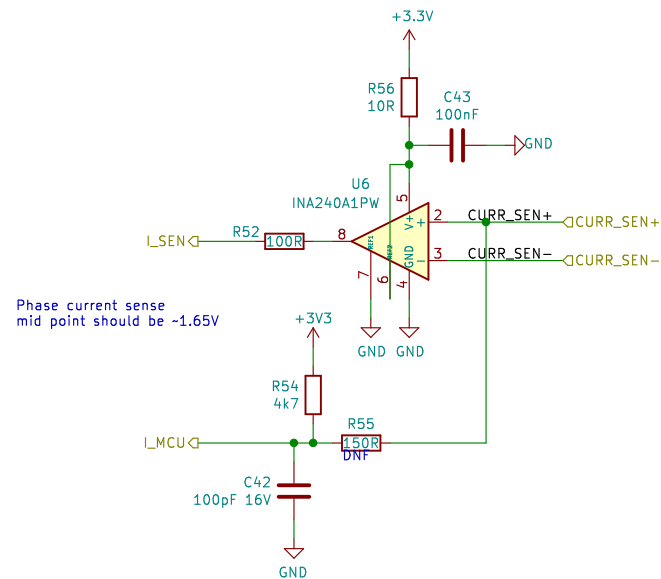 +3.3V
R56
10R
C43
100nF
GND
U6
INA240A1PW
5
V+
8
REF1
REF2
GND
+
2
-
3
7
6
4
CURR_SEN+
CURR_SEN+
CURR_SEN-
CURR_SEN-
I_SEN
R52
100R
GND
GND
Phase current sense
mid point should be ~1.65V
+3V3
R54
4k7
R55
150R
DNF
I_MCU
C42
100pF 16V
GND